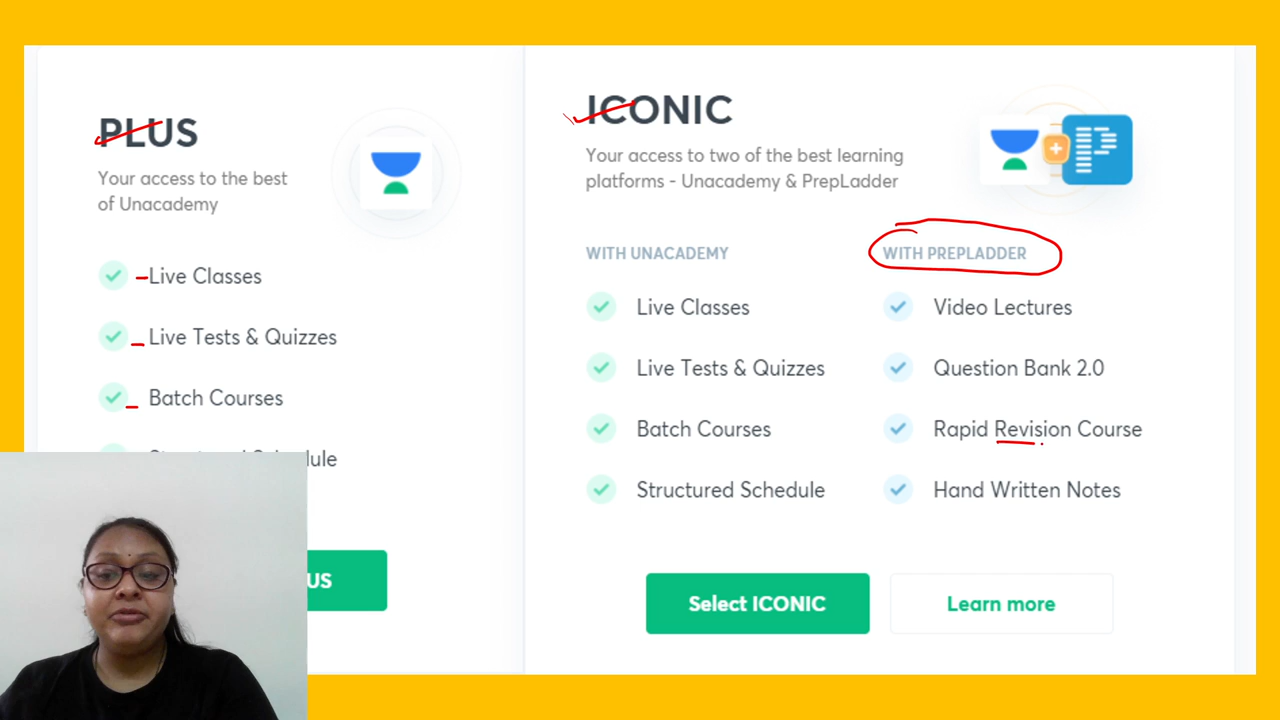 PLUS
Your access to the best
of Unacademy
Live Classes
Live Tests & Quizzes
Batch Courses
US
ICONIC
Your access to two of the best learning
platforms - Unacademy & PrepLadder
WITH UNACADEMY
Live Classes
Live Tests & Quizzes
Batch Courses
Structured Schedule
WITH PREPLADDER
Video Lectures
Question Bank 2.0
Rapid Revision Course
Hand Written Notes
Select ICONIC
Learn more